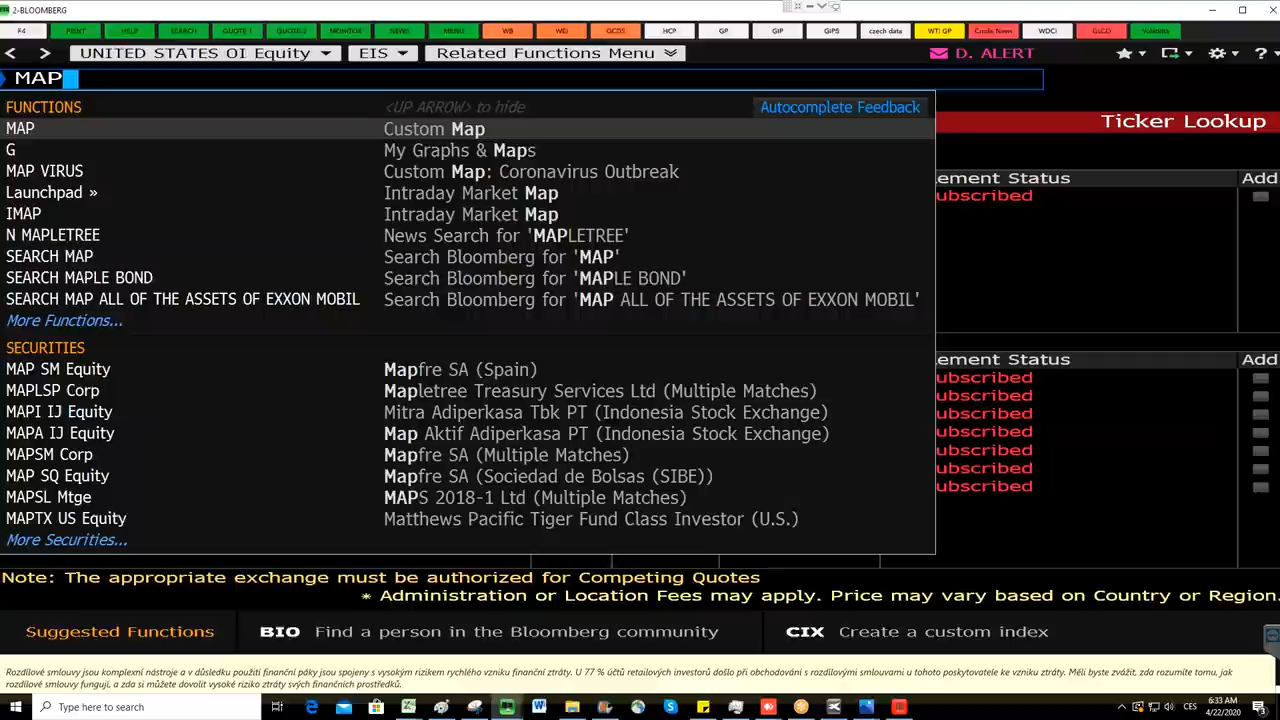 2-BLOOMBERG
F4 PRINT HELP SEARCH QUOTE 1 QUOTE 2 MONITOR NEWS MENU WB WEI GCDS HCP GP GIP GIP5 czech data WTI GP WDCI GLCO
UNITED STATES OI Equity EIS Related Functions Menu D. ALERT
MAP
FUNCTIONS <UP ARROW> to hide Autocomplete Feedback
MAP Custom Map
G My Graphs & Maps
MAP VIRUS Custom Map: Coronavirus Outbreak
Launchpad » Intraday Market Map
IMAP Intraday Market Map
N MAPLETREE News Search for 'MAPLETREE'
SEARCH MAP Search Bloomberg for 'MAP'
SEARCH MAPLE BOND Search Bloomberg for 'MAPLE BOND'
SEARCH MAP ALL OF THE ASSETS OF EXXON MOBIL Search Bloomberg for 'MAP ALL OF THE ASSETS OF EXXON MOBIL'
More Functions...
SECURITIES
MAP SM Equity Mapfre SA (Spain)
MAPLSP Corp Mapletree Treasury Services Ltd (Multiple Matches)
MAPI IJ Equity Mitra Adiperkasa Tbk PT (Indonesia Stock Exchange)
MAPA IJ Equity Map Aktif Adiperkasa PT (Indonesia Stock Exchange)
MAPSM Corp Mapfre SA (Multiple Matches)
MAP SQ Equity Mapfre SA (Sociedad de Bolsas (SIBE))
MAPSL Mtge MAPS 2018-1 Ltd (Multiple Matches)
MAPTX US Equity Matthews Pacific Tiger Fund Class Investor (U.S.)
More Securities...
Ticker Lookup
ement Status Add
ubscribed
ement Status Add
ubscribed
ubscribed
ubscribed
ubscribed
ubscribed
ubscribed
ubscribed
Note: The appropriate exchange must be authorized for Competing Quotes
* Administration or Location Fees may apply. Price may vary based on Country or Region.
Suggested Functions BIO Find a person in the Bloomberg community CIX Create a custom index
Rozdílové smlouvy jsou komplexní nástroje a v důsledku použití finanční páky jsou spojeny s vysokým rizikem rychlého vzniku finanční ztráty. U 77 % účtů retailových investorů došlo při obchodování s rozdílovými smlouvami u tohoto poskytovatele ke vzniku ztráty. Měli byste zvážit, zda rozumíte tomu, jak
rozdílové smlouvy fungují, a zda si můžete dovolit vysoké riziko ztráty svých finančních prostředků.
Type here to search CES 6:33 AM
4/22/2020